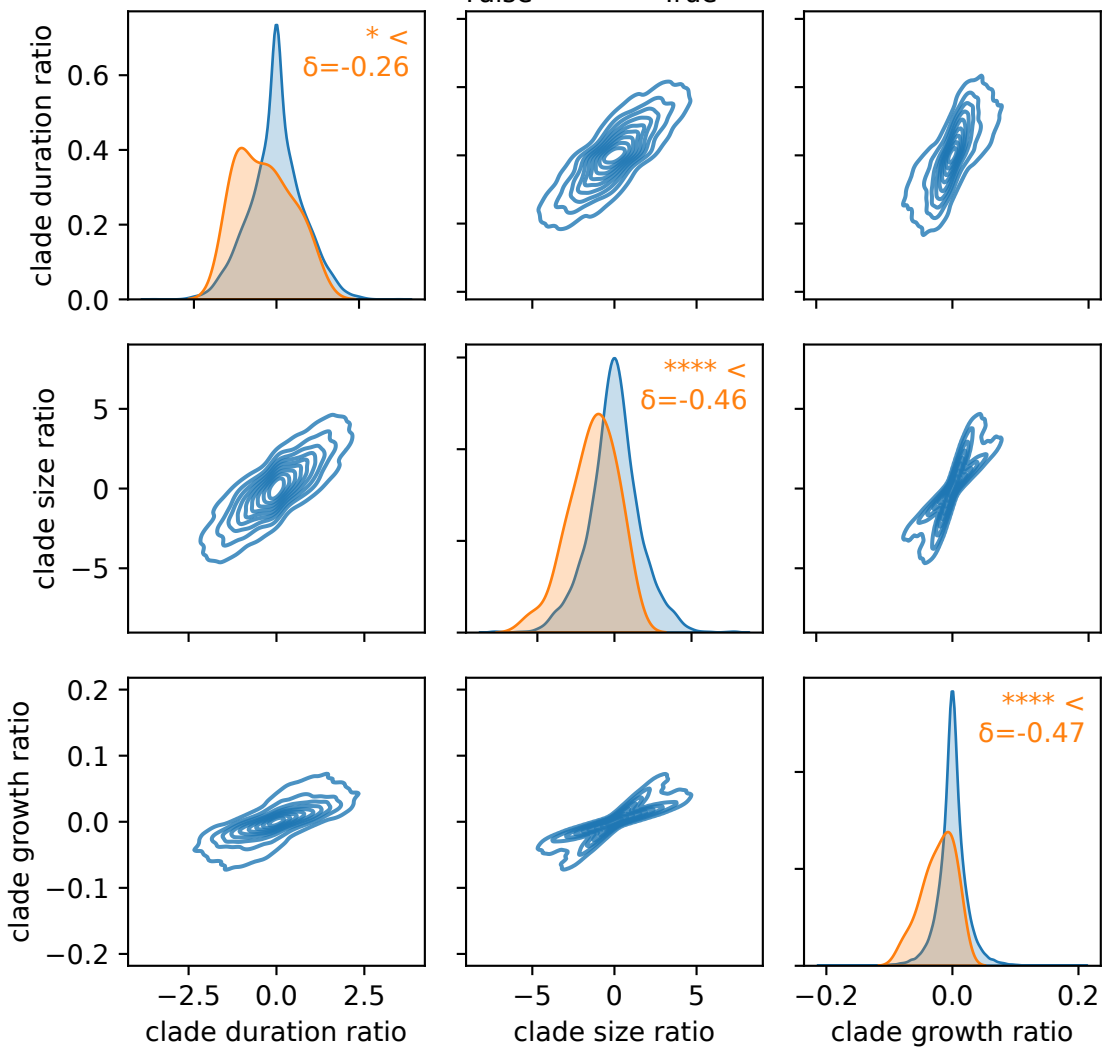 clade duration ratio
0.6
0.4
0.2
0.0
* <
δ=-0.26
clade size ratio
5
0
−5
**** <
δ=-0.46
clade growth ratio
0.2
0.1
0.0
−0.1
−0.2
**** <
δ=-0.47
−2.5 0.0 2.5
−5 0 5
−0.2 0.0 0.2
clade duration ratio
clade size ratio
clade growth ratio